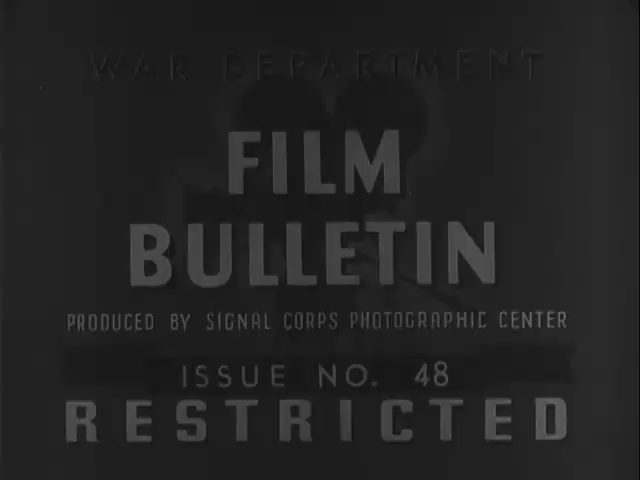 WAR DEPARTMENT
FILM
BULLETIN
PRODUCED BY SIGNAL CORPS PHOTOGRAPHIC CENTER
ISSUE NO. 48
RESTRICTED